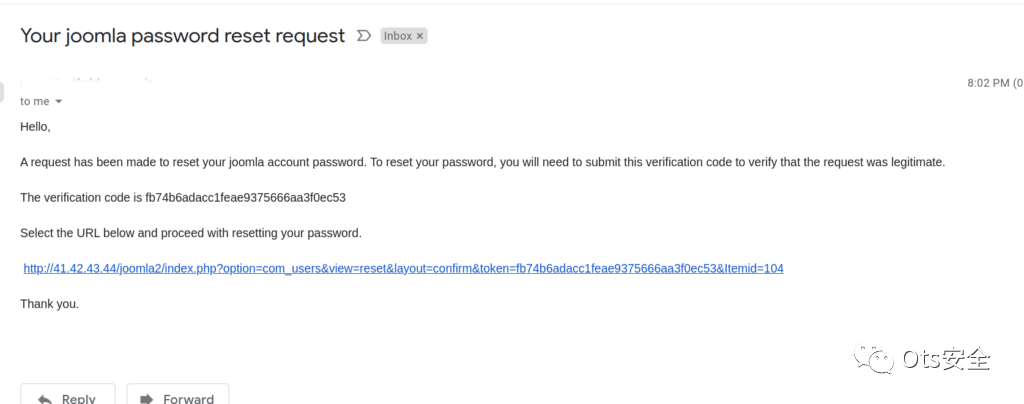 Your joomla password reset request
Inbox ×
8:02 PM (0
to me
Hello,
A request has been made to reset your joomla account password. To reset your password, you will need to submit this verification code to verify that the request was legitimate.
The verification code is fb74b6adacc1feae9375666aa3f0ec53
Select the URL below and proceed with resetting your password.
http://41.42.43.44/joomla2/index.php?option=com_users&view=reset&layout=confirm&token=fb74b6adacc1feae9375666aa3f0ec53&Itemid=104
Thank you.
Ots安全
Reply
Forward